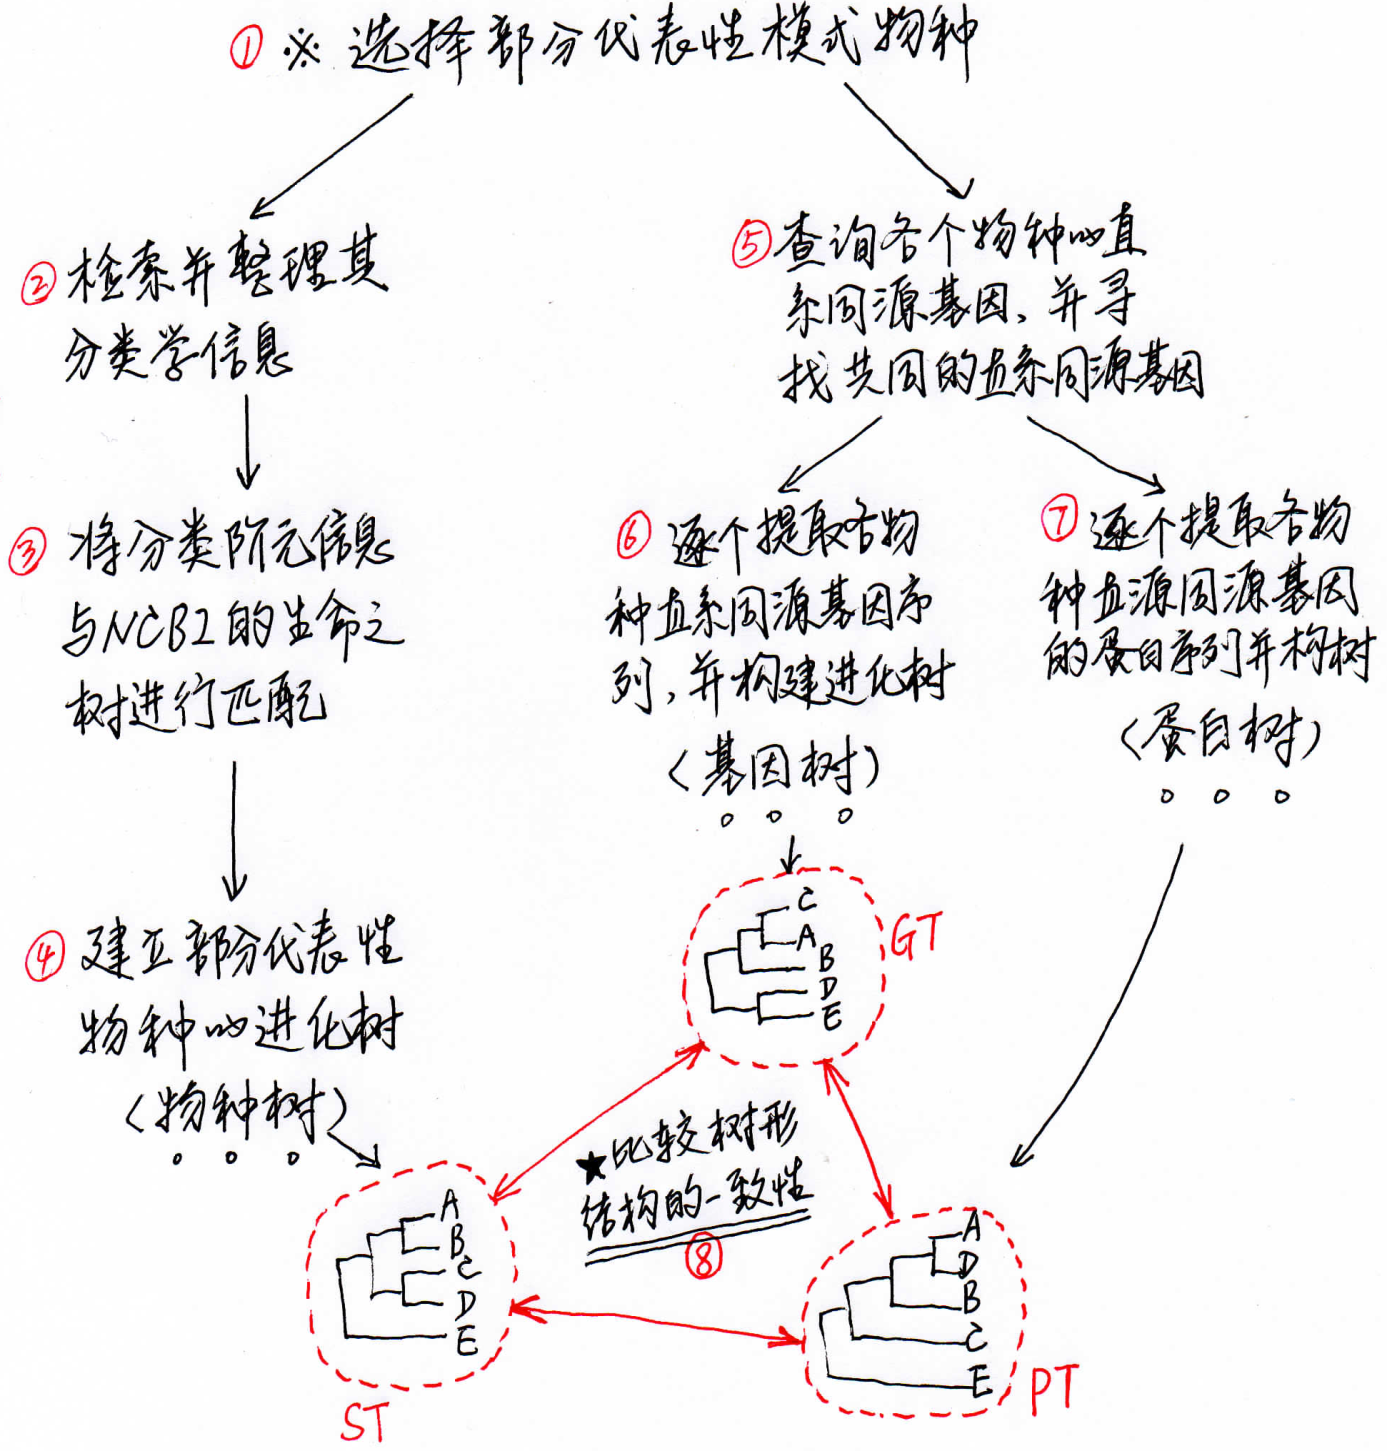 ① ※ 选择部分代表性模式物种
② 检索并整理其
分类学信息
③ 将分类阶元信息
与NCBI的生命之
树进行匹配
④ 建立部分代表性
物种的进化树
(物种树)
⑤ 查询各个物种的直
系同源基因、并寻
找共同的直系同源基因
⑥ 逐个提取各物
种直系同源基因序
列,并构建进化树
(基因树)
⑦ 逐个提取各物
种直源同源基因
的蛋白序列并构树
(蛋白树)
C
A
B
D
E
GT
★比较树形
结构的一致性
⑧
A
B
C
D
E
ST
A
D
B
C
E
PT